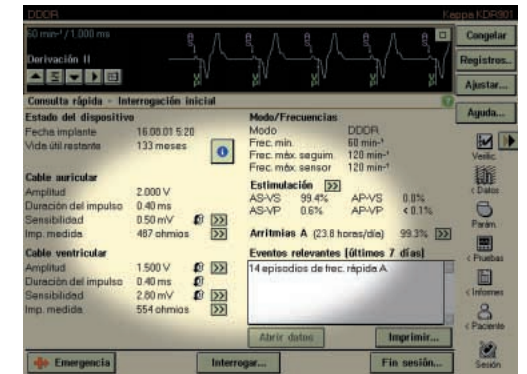 DDDR Kappa KDR901
60 min-¹ / 1.000 ms
Derivación II
Congelar
Registros...
Ajustar...
Ayuda...
Consulta rápida - Interrogación inicial
Estado del dispositivo
Fecha implante 16.08.01 5:20
Vida útil restante 133 meses
Cable auricular
Amplitud 2.000 V
Duración del impulso 0.40 ms
Sensibilidad 0.50 mV
Imp. medida 487 ohmios
Cable ventricular
Amplitud 1.500 V
Duración del impulso 0.40 ms
Sensibilidad 2.80 mV
Imp. medida 554 ohmios
Modo/Frecuencias
Modo DDDR
Frec. mín. 60 min-¹
Frec. máx. seguim. 120 min-¹
Frec. máx. sensor 120 min-¹
Estimulación >>
AS-VS 99.4% AP-VS 0.0%
AS-VP 0.6% AP-VP < 0.1%
Arritmias A (23.8 horas/día) 99.3% >>
Eventos relevantes (últimos 7 días)
14 episodios de frec. rápida A.
Abrir datos
Imprimir...
Verific.
< Datos
Parám.
< Pruebas
< Informes
< Paciente
Sesión
Emergencia
Interrogar...
Fin sesión...